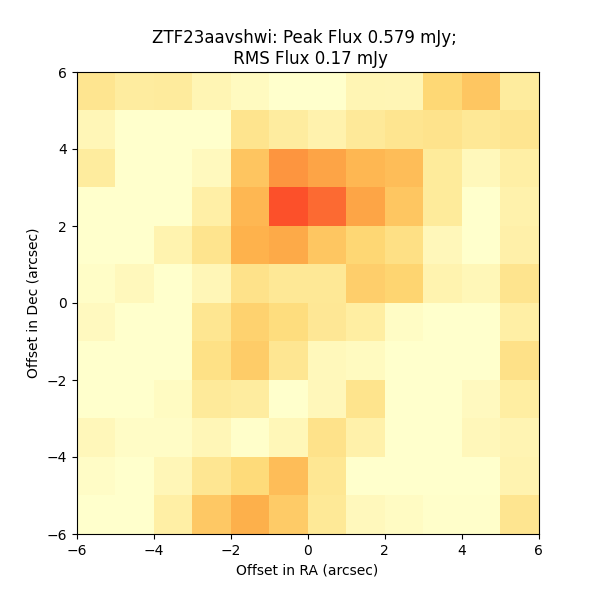 ZTF23aavshwi: Peak Flux 0.579 mJy;
RMS Flux 0.17 mJy
6
4
2
0
−2
−4
−6
Offset in Dec (arcsec)
−6 −4 −2 0 2 4 6
Offset in RA (arcsec)